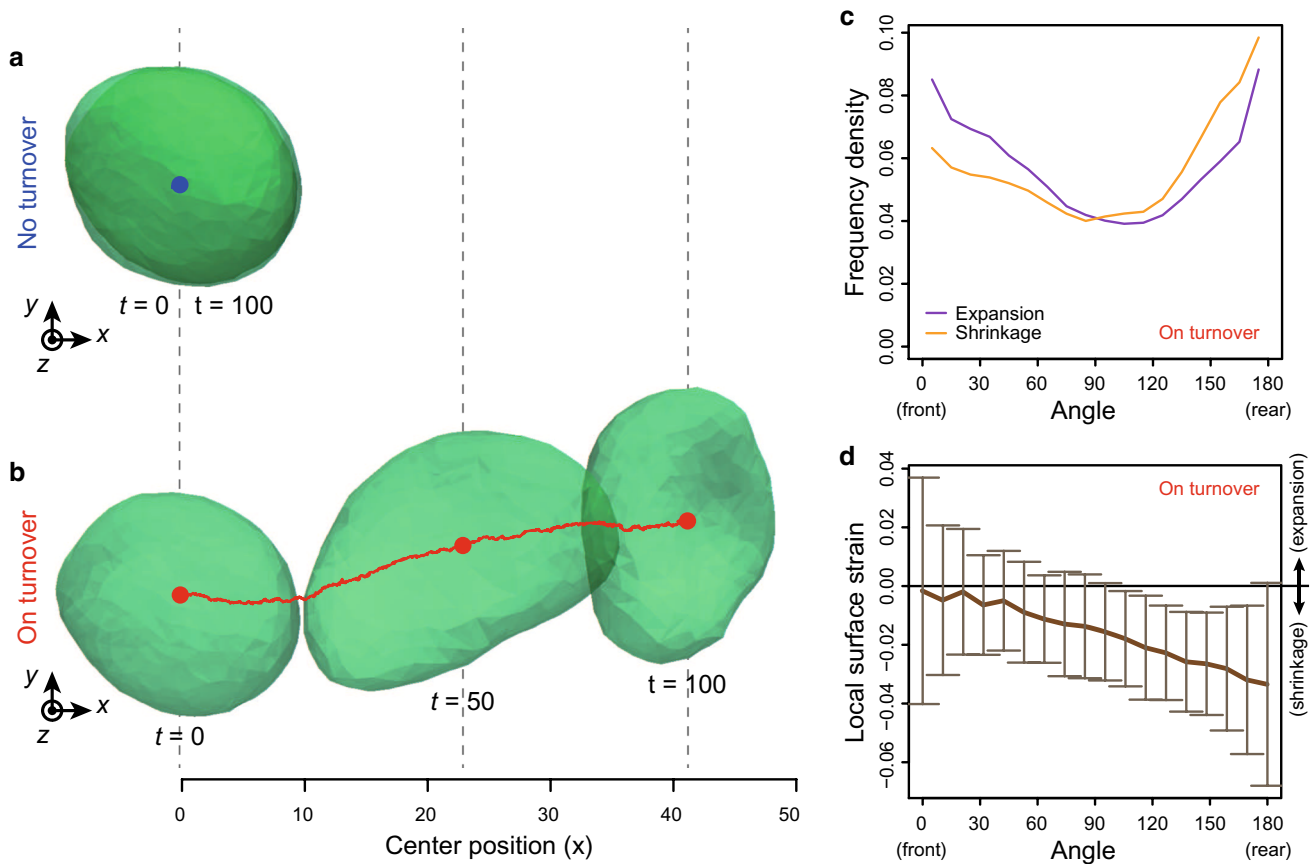 a
No turnover
t = 0 t = 100
y
x
z
b
On turnover
t = 0
t = 50
t = 100
y
x
z
0 10 20 30 40 50
Center position (x)
c
Frequency density
0.00 0.02 0.04 0.06 0.08 0.10
Expansion
Shrinkage
On turnover
0 30 60 90 120 150 180
(front) Angle (rear)
d
Local surface strain
−0.06 −0.04 −0.02 0.00 0.02 0.04
On turnover
(shrinkage) (expansion)
0 30 60 90 120 150 180
(front) Angle (rear)